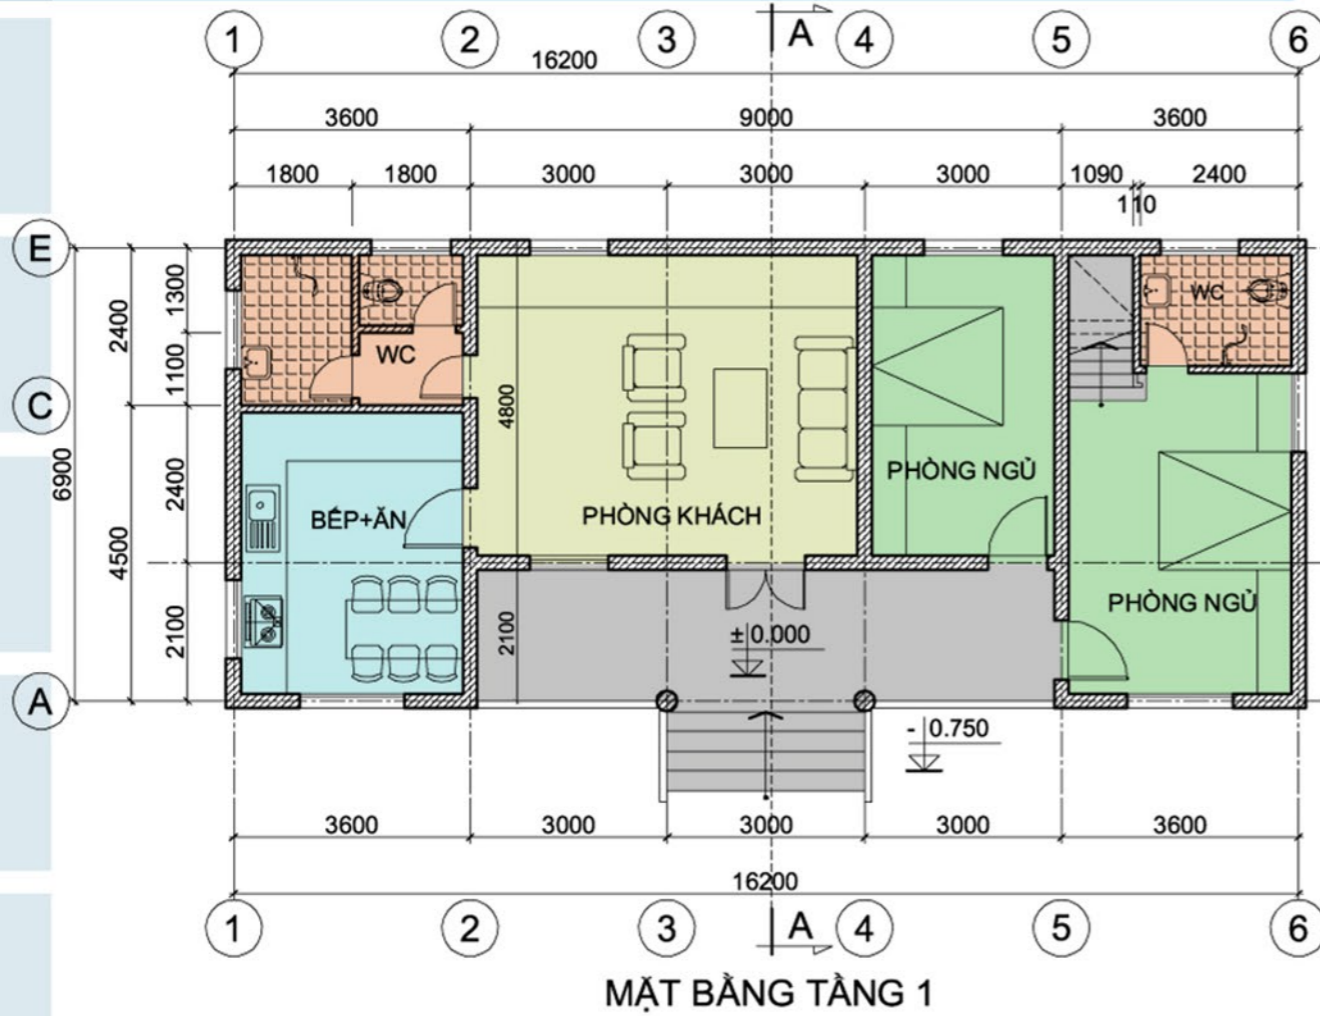 1 2 3 A 4 5 6
16200
3600 9000 3600
1800 1800 3000 3000 3000 1090 2400
110
E
1300
2400
WC
WC
1100
C
4800
6900
2400
PHÒNG NGỦ
BẾP+ĂN
PHÒNG KHÁCH
4500
PHÒNG NGỦ
2100
2100
± 0.000
A
- 0.750
3600 3000 3000 3000 3600
16200
1 2 3 A 4 5 6
MẶT BẰNG TẦNG 1